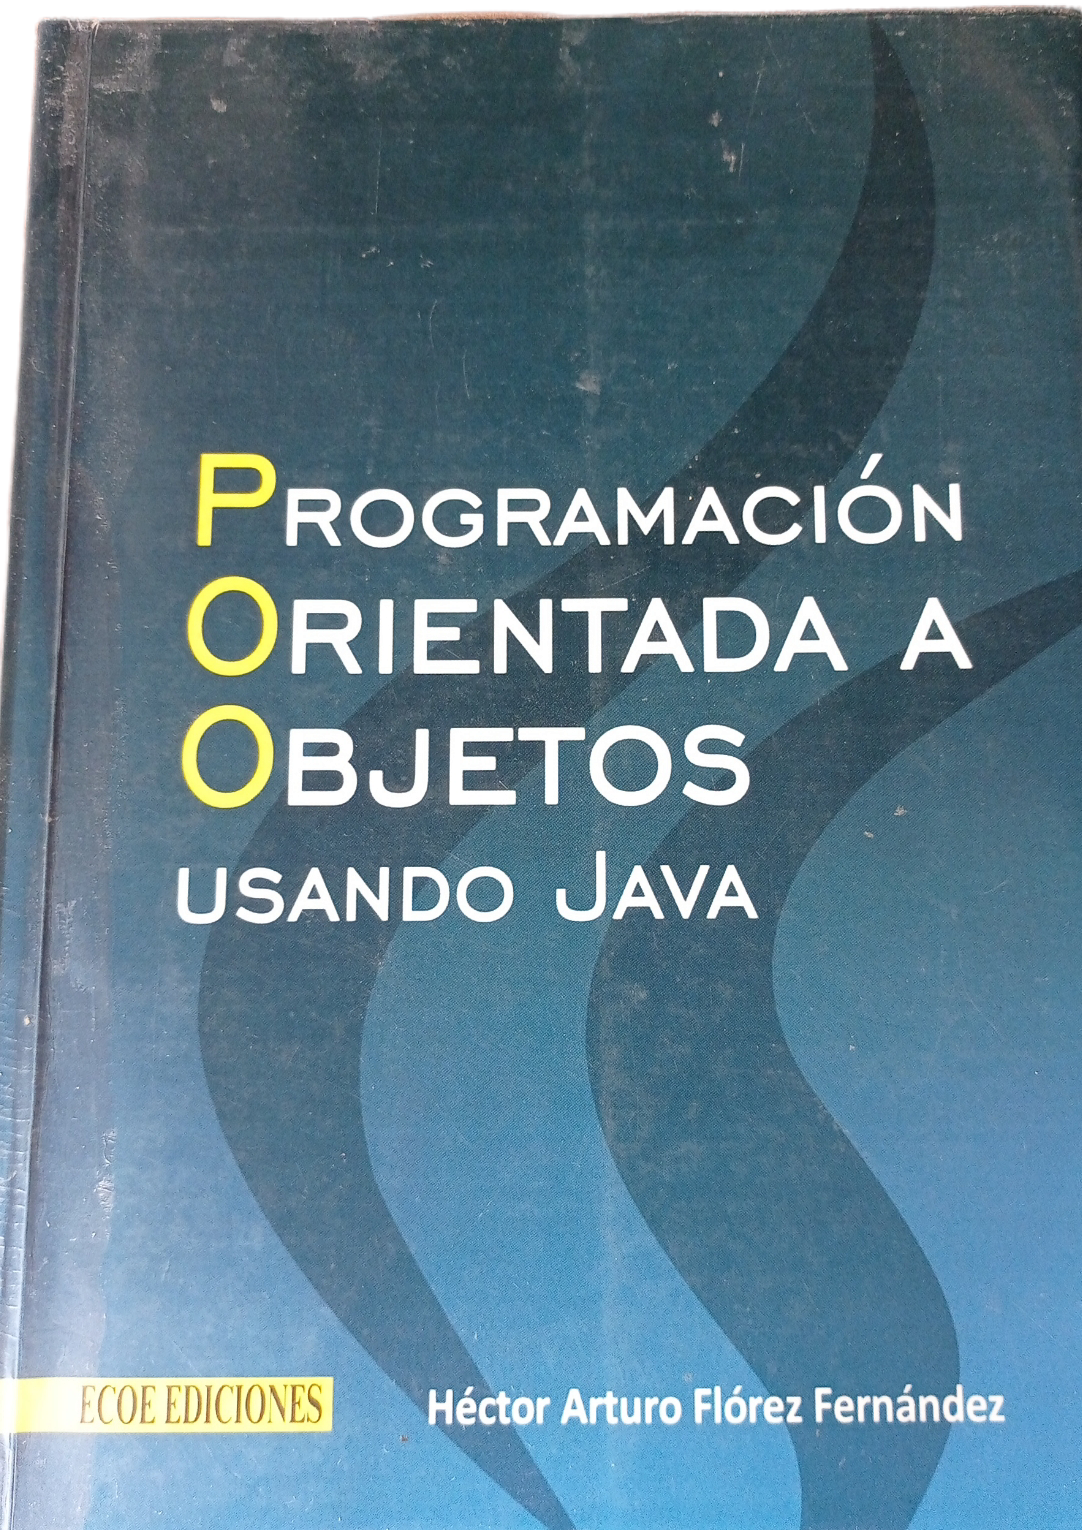 PROGRAMACIÓN
ORIENTADA A
OBJETOS
USANDO JAVA
ECOE EDICIONES
Héctor Arturo Flórez Fernández